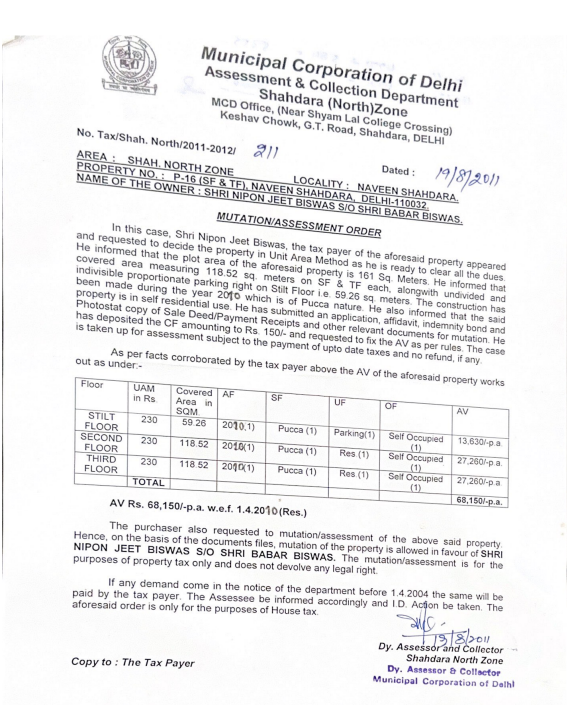 Municipal Corporation of Delhi
Assessment & Collection Department
Shahdara (North)Zone
MCD Office, (Near Shyam Lal College Crossing)
Keshav Chowk, G.T. Road, Shahdara, DELHI
No. Tax/Shah. North/2011-2012/ 211
Dated : 19/8/2011
AREA : SHAH. NORTH ZONE LOCALITY : NAVEEN SHAHDARA.
PROPERTY NO. : P-16 (SF & TF), NAVEEN SHAHDARA, DELHI-110032.
NAME OF THE OWNER : SHRI NIPON JEET BISWAS S/O SHRI BABAR BISWAS.
MUTATION/ASSESSMENT ORDER
In this case, Shri Nipon Jeet Biswas, the tax payer of the aforesaid property appeared
and requested to decide the property in Unit Area Method as he is ready to clear all the dues.
He informed that the plot area of the aforesaid property is 161 Sq. Meters. He informed that
covered area measuring 118.52 sq. meters on SF & TF each, alongwith undivided and
indivisible proportionate parking right on Stilt Floor i.e. 59.26 sq. meters. The construction has
been made during the year 2010 which is of Pucca nature. He also informed that the said
property is in self residential use. He has submitted an application, affidavit, indemnity bond and
Photostat copy of Sale Deed/Payment Receipts and other relevant documents for mutation. He
has deposited the CF amounting to Rs. 150/- and requested to fix the AV as per rules. The case
is taken up for assessment subject to the payment of upto date taxes and no refund, if any.
As per facts corroborated by the tax payer above the AV of the aforesaid property works
out as under:-
Floor UAM in Rs. Covered Area in SQM. AF SF UF OF AV
STILT FLOOR 230 59.26 2010.1) Pucca (1) Parking(1) Self Occupied (1) 13,630/-p.a.
SECOND FLOOR 230 118.52 2010(1) Pucca (1) Res.(1) Self Occupied (1) 27,260/-p.a.
THIRD FLOOR 230 118.52 2010(1) Pucca (1) Res.(1) Self Occupied (1) 27,260/-p.a.
TOTAL 68,150/-p.a.
AV Rs. 68,150/-p.a. w.e.f. 1.4.2010 (Res.)
The purchaser also requested to mutation/assessment of the above said property.
Hence, on the basis of the documents files, mutation of the property is allowed in favour of SHRI
NIPON JEET BISWAS S/O SHRI BABAR BISWAS. The mutation/assessment is for the
purposes of property tax only and does not devolve any legal right.
If any demand come in the notice of the department before 1.4.2004 the same will be
paid by the tax payer. The Assessee be informed accordingly and I.D. Action be taken. The
aforesaid order is only for the purposes of House tax.
19/8/2011
Dy. Assessor and Collector
Shahdara North Zone
Dy. Assessor & Collector
Municipal Corporation of Delhi
Copy to : The Tax Payer